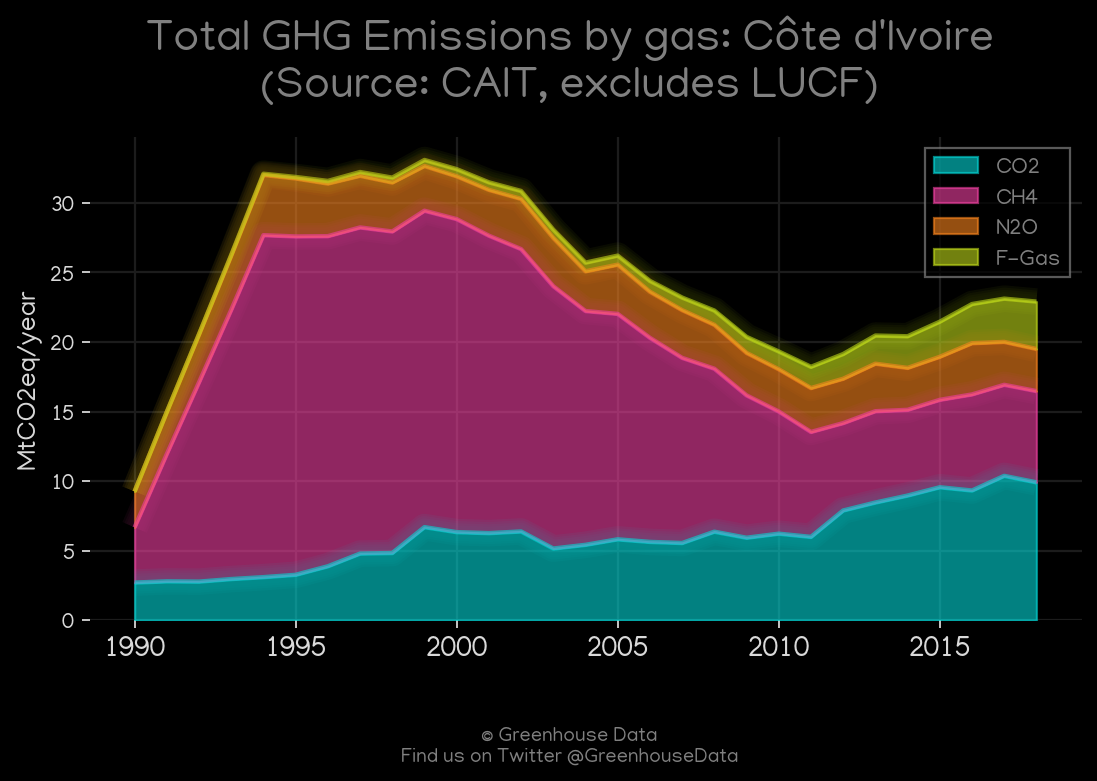 Total GHG Emissions by gas: Côte d'Ivoire
(Source: CAIT, excludes LUCF)
CO2
CH4
N2O
F-Gas
MtCO2eq/year
30
25
20
15
10
5
0
1990 1995 2000 2005 2010 2015
© Greenhouse Data
Find us on Twitter @GreenhouseData